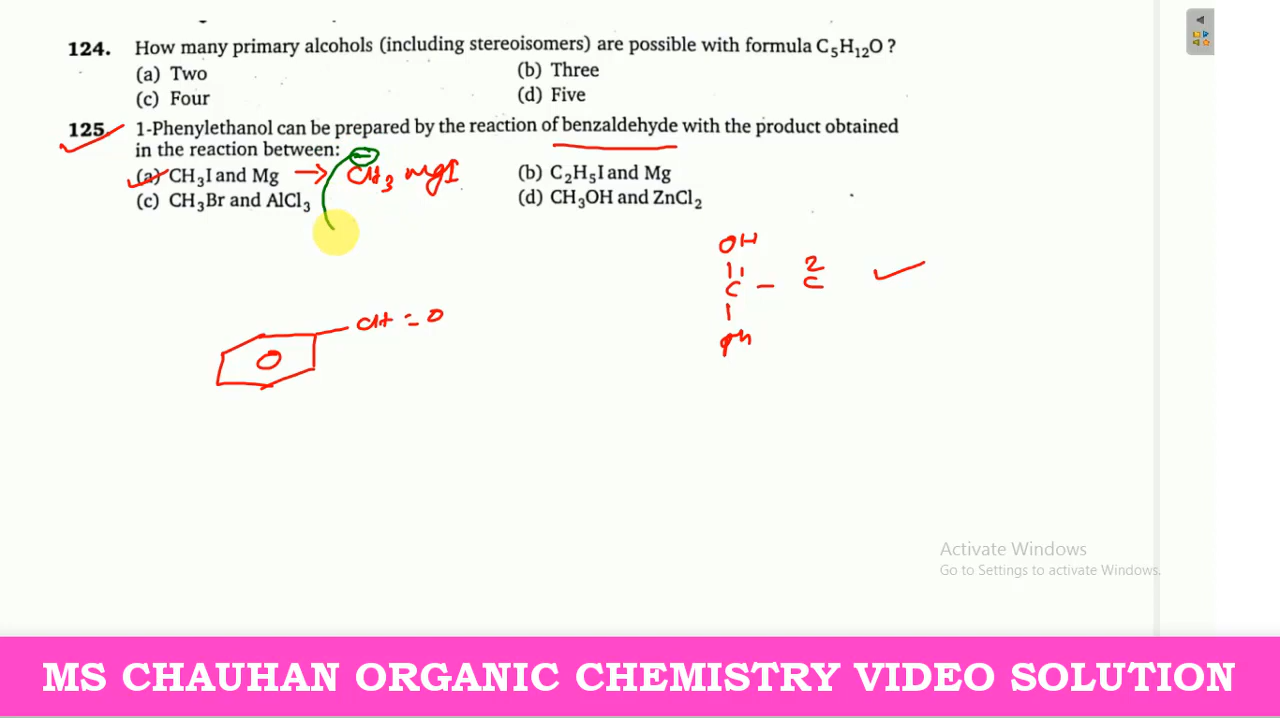 124. How many primary alcohols (including stereoisomers) are possible with formula C₅H₁₂O ?
(a) Two (b) Three
(c) Four (d) Five
125. 1-Phenylethanol can be prepared by the reaction of benzaldehyde with the product obtained
in the reaction between:
(a) CH₃I and Mg → CH₃ MgI (b) C₂H₅I and Mg
(c) CH₃Br and AlCl₃ (d) CH₃OH and ZnCl₂
OH
C - C
2
Ph
CH = O
Activate Windows
Go to Settings to activate Windows.
MS CHAUHAN ORGANIC CHEMISTRY VIDEO SOLUTION